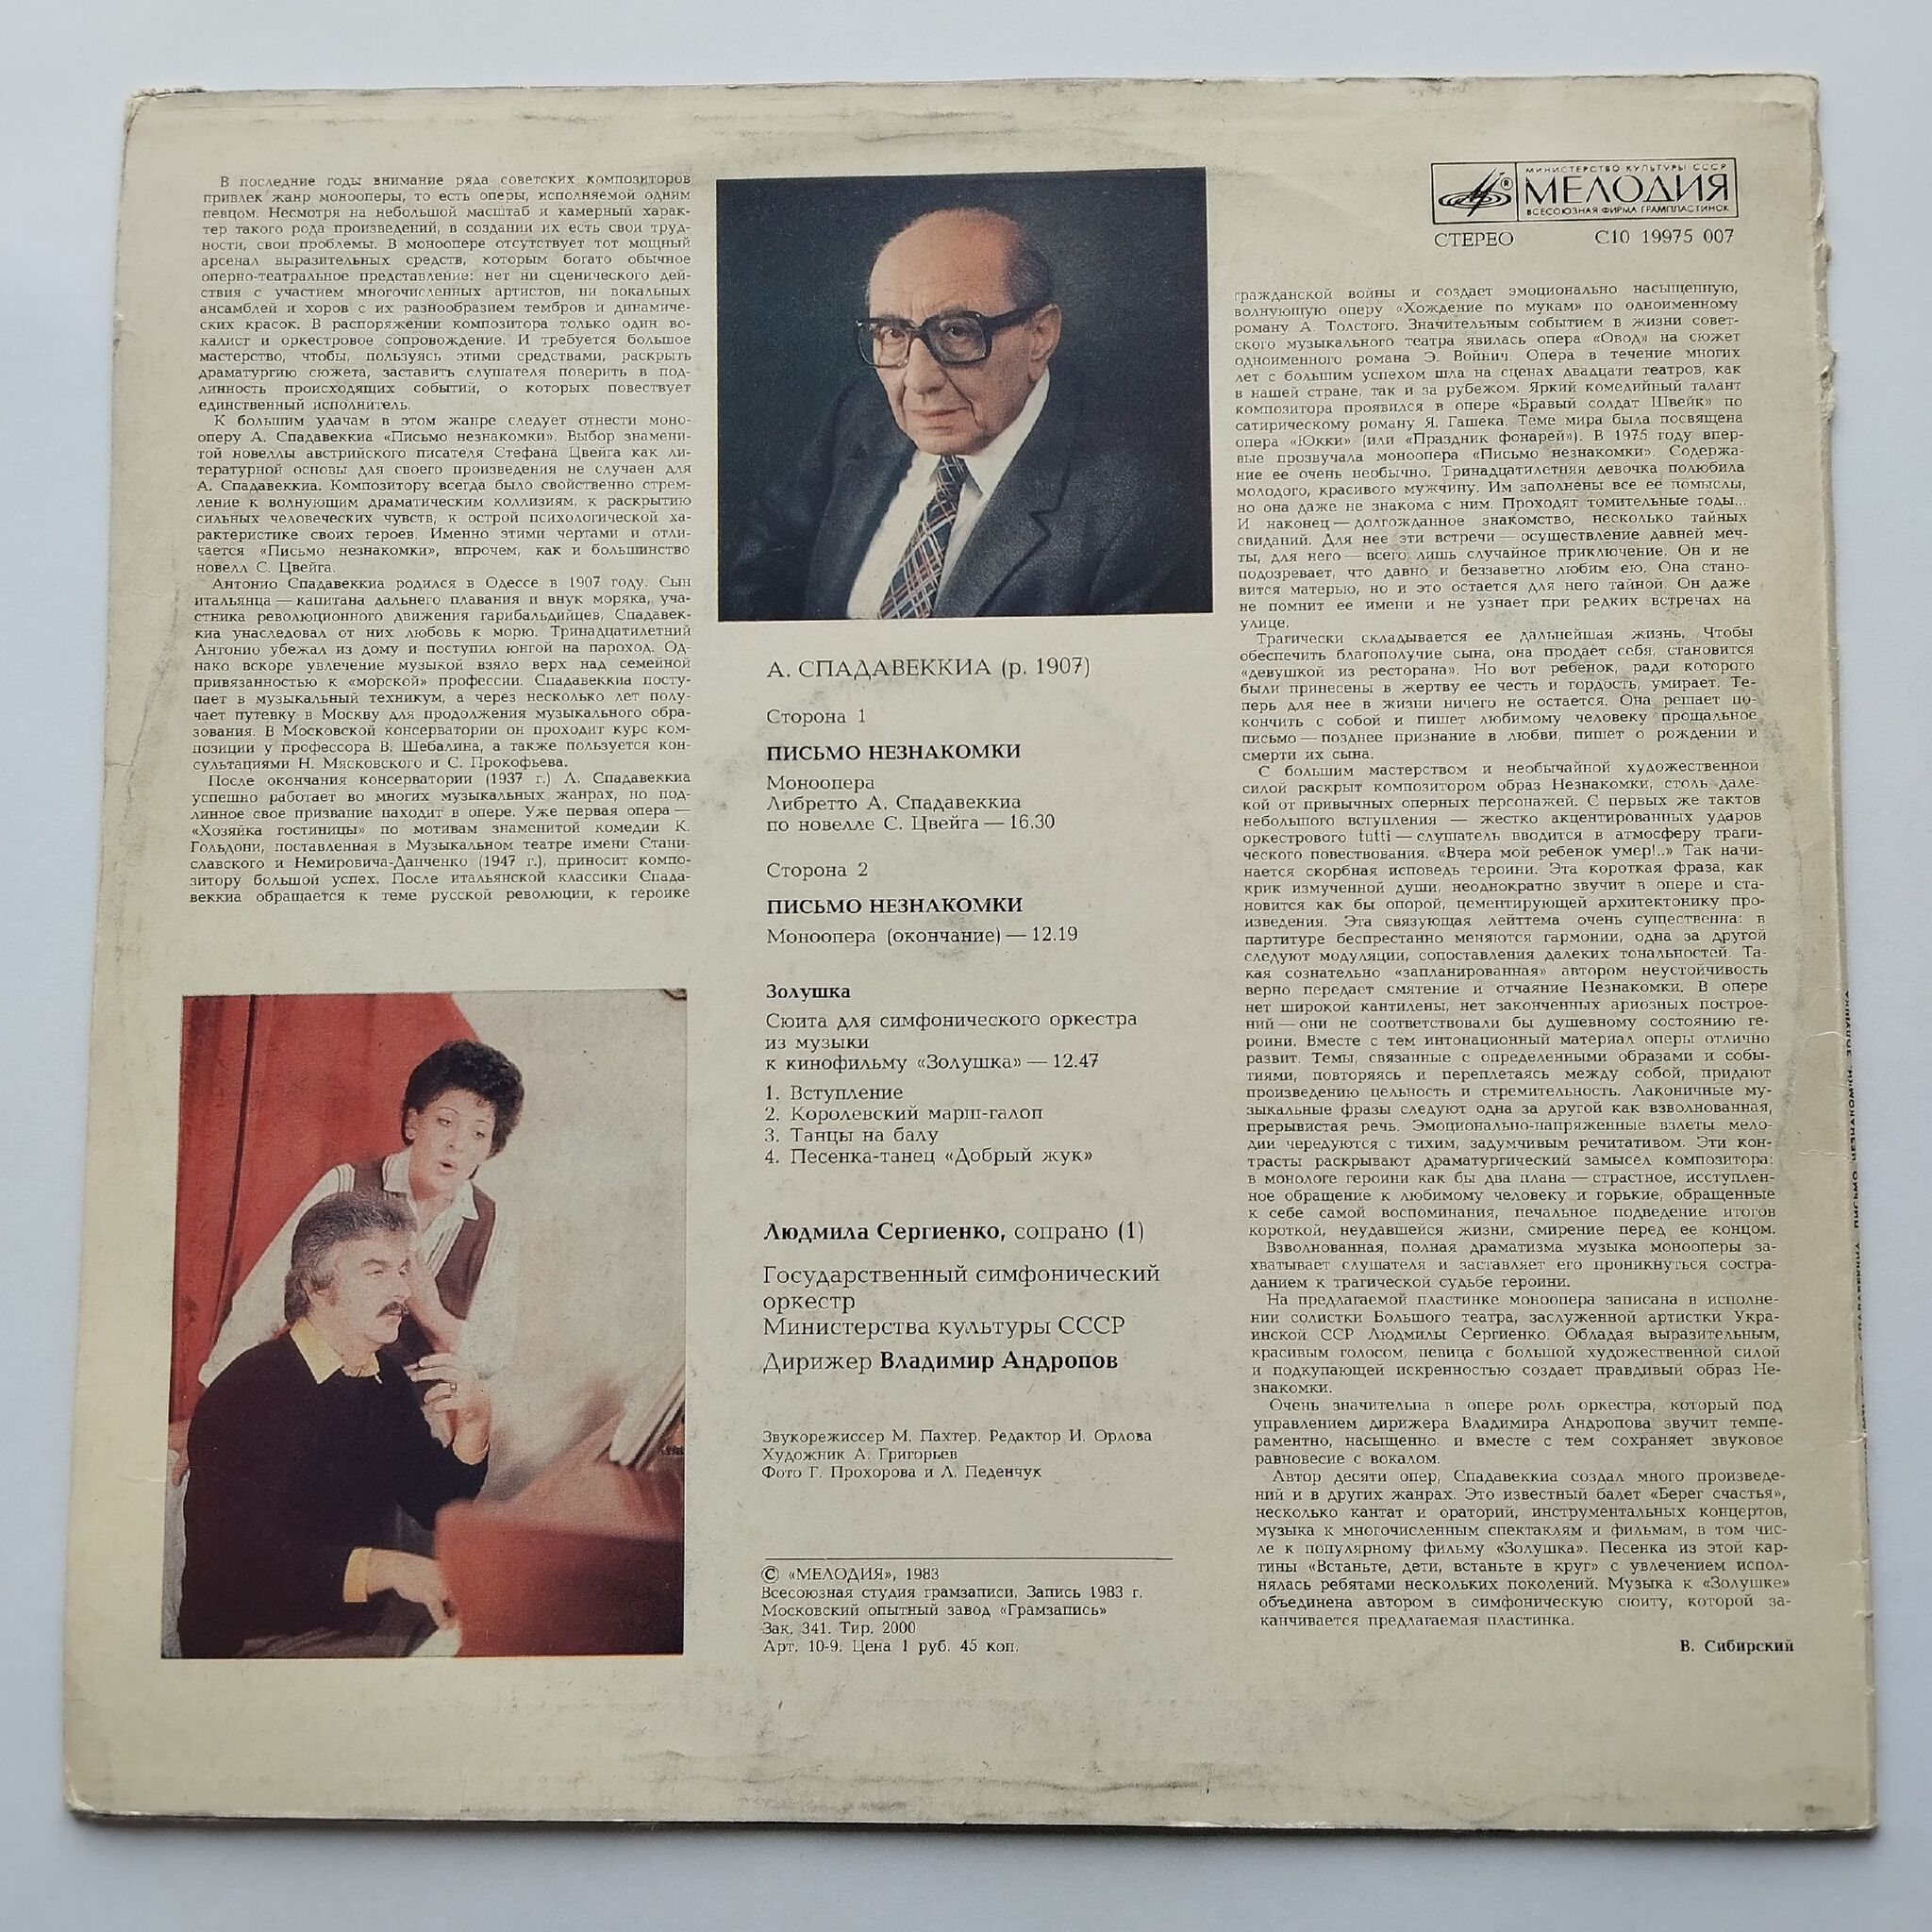 В последние годы внимание ряда советских композиторов
привлек жанр монооперы, то есть оперы, исполняемой одним
певцом. Несмотря на небольшой масштаб и камерный харак-
тер такого рода произведений, в создании их есть свои труд-
ности, свои проблемы. В моноопере отсутствует тот мощный
арсенал выразительных средств, которым богато обычное
оперно-театральное представление: нет ни сценического дей-
ствия с участием многочисленных артистов, ни вокальных
ансамблей и хоров с их разнообразием тембров и динамиче-
ских красок. В распоряжении композитора только один во-
калист и оркестровое сопровождение. И требуется большое
мастерство, чтобы, пользуясь этими средствами, раскрыть
драматургию сюжета, заставить слушателя поверить в под-
линность происходящих событий, о которых повествует
единственный исполнитель.
К большим удачам в этом жанре следует отнести моно-
оперу А. Спадавеккиа «Письмо незнакомки». Выбор знамени-
той новеллы австрийского писателя Стефана Цвейга как ли-
тературной основы для своего произведения не случаен для
А. Спадавеккиа. Композитору всегда было свойственно стрем-
ление к волнующим драматическим коллизиям, к раскрытию
сильных человеческих чувств, к острой психологической ха-
рактеристике своих героев. Именно этими чертами и отли-
чается «Письмо незнакомки», впрочем, как и большинство
новелл С. Цвейга.
Антонио Спадавеккиа родился в Одессе в 1907 году. Сын
итальянца — капитана дальнего плавания и внук моряка, уча-
стника революционного движения гарибальдийцев, Спадавек-
киа унаследовал от них любовь к морю. Тринадцатилетний
Антонио убежал из дому и поступил юнгой на пароход. Од-
нако вскоре увлечение музыкой взяло верх над семейной
привязанностью к «морской» профессии. Спадавеккиа посту-
пает в музыкальный техникум, а через несколько лет полу-
чает путевку в Москву для продолжения музыкального обра-
зования. В Московской консерватории он проходит курс ком-
позиции у профессора В. Шебалина, а также пользуется кон-
сультациями Н. Мясковского и С. Прокофьева.
После окончания консерватории (1937 г.) А. Спадавеккиа
успешно работает во многих музыкальных жанрах, но под-
линное свое призвание находит в опере. Уже первая опера —
«Хозяйка гостиницы» по мотивам знаменитой комедии К.
Гольдони, поставленная в Музыкальном театре имени Стани-
славского и Немировича-Данченко (1947 г.), приносит компо-
зитору большой успех. После итальянской классики Спада-
веккиа обращается к теме русской революции, к героике
А. СПАДАВЕККИА (р. 1907)
Сторона 1
ПИСЬМО НЕЗНАКОМКИ
Моноопера
Либретто А. Спадавеккиа
по новелле С. Цвейга — 16.30
Сторона 2
ПИСЬМО НЕЗНАКОМКИ
Моноопера (окончание) — 12.19
Золушка
Сюита для симфонического оркестра
из музыки
к кинофильму «Золушка» — 12.47
1. Вступление
2. Королевский марш-галоп
3. Танцы на балу
4. Песенка-танец «Добрый жук»
Людмила Сергиенко, сопрано (1)
Государственный симфонический
оркестр
Министерства культуры СССР
Дирижер Владимир Андропов
Звукорежиссер М. Пахтер. Редактор И. Орлова
Художник А. Григорьев
Фото Г. Прохорова и Л. Педенчук
© «МЕЛОДИЯ», 1983
Всесоюзная студия грамзаписи. Запись 1983 г.
Московский опытный завод «Грамзапись»
Зак. 341. Тир. 2000
Арт. 10-9. Цена 1 руб. 45 коп.
МИНИСТЕРСТВО КУЛЬТУРЫ СССР
МЕЛОДИЯ
ВСЕСОЮЗНАЯ ФИРМА ГРАМПЛАСТИНОК
СТЕРЕО С10 19975 007
гражданской войны и создает эмоционально насыщенную,
волнующую оперу «Хождение по мукам» по одноименному
роману А. Толстого. Значительным событием в жизни совет-
ского музыкального театра явилась опера «Овод» на сюжет
одноименного романа Э. Войнич. Опера в течение многих
лет с большим успехом шла на сценах двадцати театров, как
в нашей стране, так и за рубежом. Яркий комедийный талант
композитора проявился в опере «Бравый солдат Швейк» по
сатирическому роману Я. Гашека. Теме мира была посвящена
опера «Юкки» (или «Праздник фонарей»). В 1975 году впер-
вые прозвучала моноопера «Письмо незнакомки». Содержа-
ние ее очень необычно. Тринадцатилетняя девочка полюбила
молодого, красивого мужчину. Им заполнены все ее помыслы,
но она даже не знакома с ним. Проходят томительные годы...
И наконец — долгожданное знакомство, несколько тайных
свиданий. Для нее эти встречи — осуществление давней меч-
ты, для него — всего лишь случайное приключение. Он и не
подозревает, что давно и беззаветно любим ею. Она стано-
вится матерью, но и это остается для него тайной. Он даже
не помнит ее имени и не узнает при редких встречах на
улице.
Трагически складывается ее дальнейшая жизнь. Чтобы
обеспечить благополучие сына, она продает себя, становится
«девушкой из ресторана». Но вот ребенок, ради которого
были принесены в жертву ее честь и гордость, умирает. Те-
перь для нее в жизни ничего не остается. Она решает по-
кончить с собой и пишет любимому человеку прощальное
письмо — позднее признание в любви, пишет о рождении и
смерти их сына.
С большим мастерством и необычайной художественной
силой раскрыт композитором образ Незнакомки, столь дале-
кой от привычных оперных персонажей. С первых же тактов
небольшого вступления — жестко акцентированных ударов
оркестрового tutti — слушатель вводится в атмосферу траги-
ческого повествования. «Вчера мой ребенок умер!..» Так начи-
нается скорбная исповедь героини. Эта короткая фраза, как
крик измученной души, неоднократно звучит в опере и ста-
новится как бы опорой, цементирующей архитектонику про-
изведения. Эта связующая лейттема очень существенна: в
партитуре беспрестанно меняются гармонии, одна за другой
следуют модуляции, сопоставления далеких тональностей. Та-
кая сознательно «запланированная» автором неустойчивость
верно передает смятение и отчаяние Незнакомки. В опере
нет широкой кантилены, нет законченных ариозных построе-
ний — они не соответствовали бы душевному состоянию ге-
роини. Вместе с тем интонационный материал оперы отлично
развит. Темы, связанные с определенными образами и собы-
тиями, повторяясь и переплетаясь между собой, придают
произведению цельность и стремительность. Лаконичные му-
зыкальные фразы следуют одна за другой как взволнованная,
прерывистая речь. Эмоционально-напряженные взлеты мело-
дии чередуются с тихим, задумчивым речитативом. Эти кон-
трасты раскрывают драматургический замысел композитора:
в монологе героини как бы два плана — страстное, исступлен-
ное обращение к любимому человеку и горькие, обращенные
к себе самой воспоминания, печальное подведение итогов
короткой, неудавшейся жизни, смирение перед ее концом.
Взволнованная, полная драматизма музыка монооперы за-
хватывает слушателя и заставляет его проникнуться состра-
данием к трагической судьбе героини.
На предлагаемой пластинке моноопера записана в исполне-
нии солистки Большого театра, заслуженной артистки Укра-
инской ССР Людмилы Сергиенко. Обладая выразительным,
красивым голосом, певица с большой художественной силой
и подкупающей искренностью создает правдивый образ Не-
знакомки.
Очень значительна в опере роль оркестра, который под
управлением дирижера Владимира Андропова звучит темпе-
раментно, насыщенно и вместе с тем сохраняет звуковое
равновесие с вокалом.
Автор десяти опер, Спадавеккиа создал много произведе-
ний и в других жанрах. Это известный балет «Берег счастья»,
несколько кантат и ораторий, инструментальных концертов,
музыка к многочисленным спектаклям и фильмам, в том чис-
ле к популярному фильму «Золушка». Песенка из этой кар-
тины «Встаньте, дети, встаньте в круг» с увлечением испол-
нялась ребятами нескольких поколений. Музыка к «Золушке»
объединена автором в симфоническую сюиту, которой за-
канчивается предлагаемая пластинка.
В. Сибирский
СПАДАВЕККИА ПИСЬМО НЕЗНАКОМКИ. ЗОЛУШКА